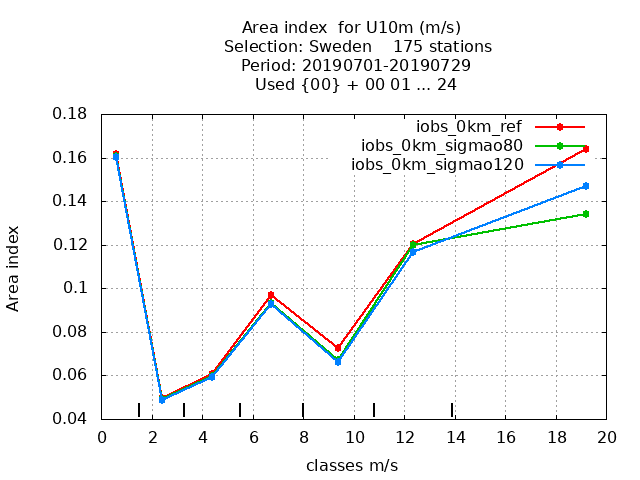 Area index  for U10m (m/s)
Selection: Sweden    175 stations
Period: 20190701-20190729
Used {00} + 00 01 ... 24
iobs_0km_ref
iobs_0km_sigmao80
iobs_0km_sigmao120
Area index
0.18
0.16
0.14
0.12
0.1
0.08
0.06
0.04
0 2 4 6 8 10 12 14 16 18 20
classes m/s